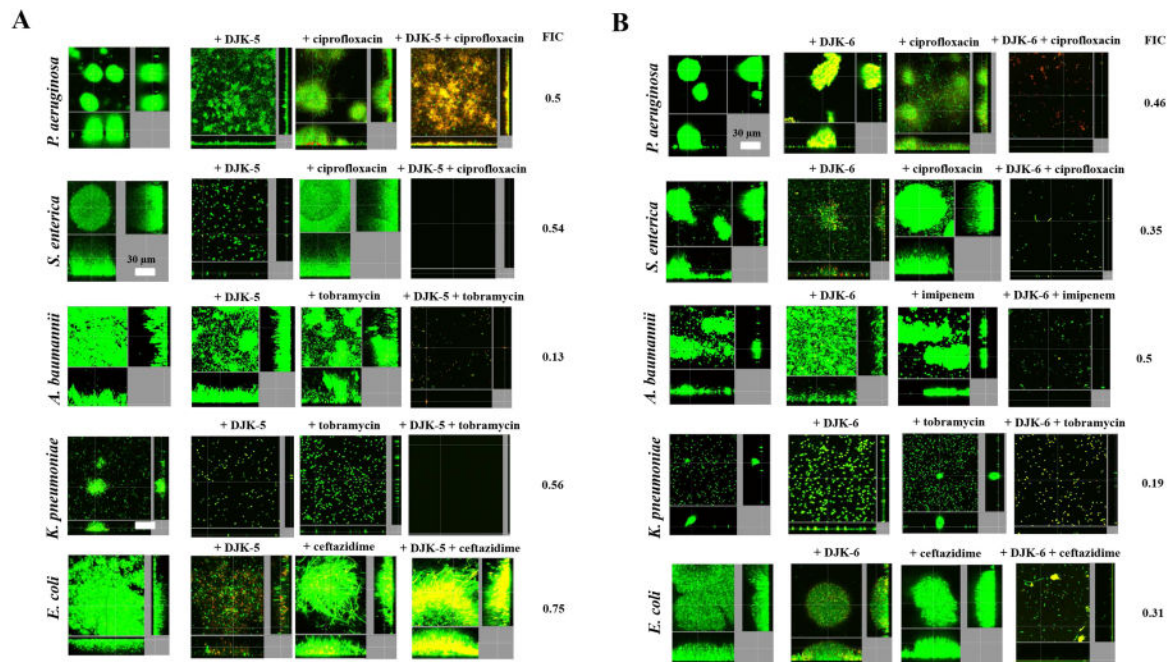 A
+ DJK-5 + ciprofloxacin + DJK-5 + ciprofloxacin FIC
P. aeruginosa
0.5
+ DJK-5 + ciprofloxacin + DJK-5 + ciprofloxacin
S. enterica
30 µm
0.54
+ DJK-5 + tobramycin + DJK-5 + tobramycin
A. baumannii
0.13
+ DJK-5 + tobramycin + DJK-5 + tobramycin
K. pneumoniae
0.56
+ DJK-5 + ceftazidime + DJK-5 + ceftazidime
E. coli
0.75
B
+ DJK-6 + ciprofloxacin + DJK-6 + ciprofloxacin FIC
P. aeruginosa
30 µm
0.46
+ DJK-6 + ciprofloxacin + DJK-6 + ciprofloxacin
S. enterica
0.35
+ DJK-6 + imipenem + DJK-6 + imipenem
A. baumannii
0.5
+ DJK-6 + tobramycin + DJK-6 + tobramycin
K. pneumoniae
0.19
+ DJK-6 + ceftazidime + DJK-6 + ceftazidime
E. coli
0.31